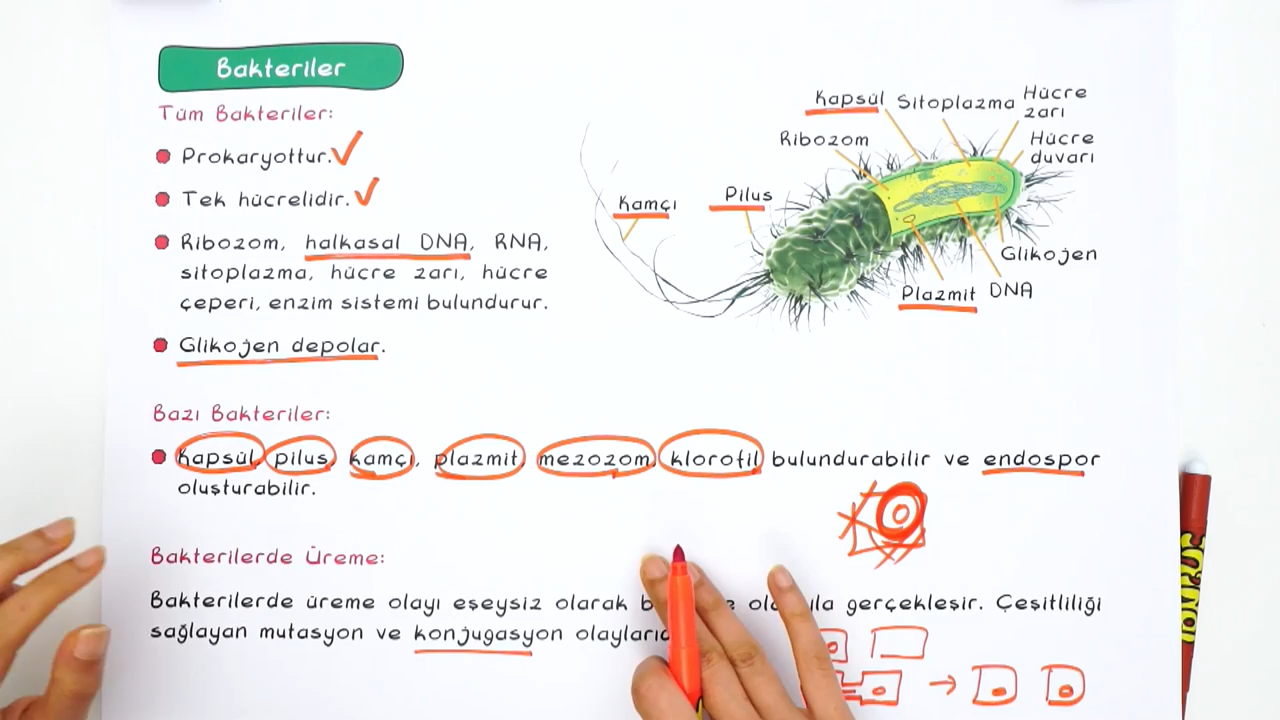 Bakteriler
Tüm Bakteriler:
Prokaryottur.
Tek hücrelidir.
Ribozom, halkasal DNA, RNA,
sitoplazma, hücre zarı, hücre
çeperi, enzim sistemi bulundurur.
Glikojen depolar.
Kapsül
Sitoplazma
Hücre
zarı
Ribozom
Hücre
duvarı
Kamçı
Pilus
Glikojen
Plazmit
DNA
Bazı Bakteriler:
kapsül, pilus, kamçı, plazmit, mezozom, klorofil bulundurabilir ve endospor
oluşturabilir.
Bakterilerde Üreme:
Bakterilerde üreme olayı eşeysiz olarak gerçekleşir. Çeşitliliği
sağlayan mutasyon ve konjugasyon